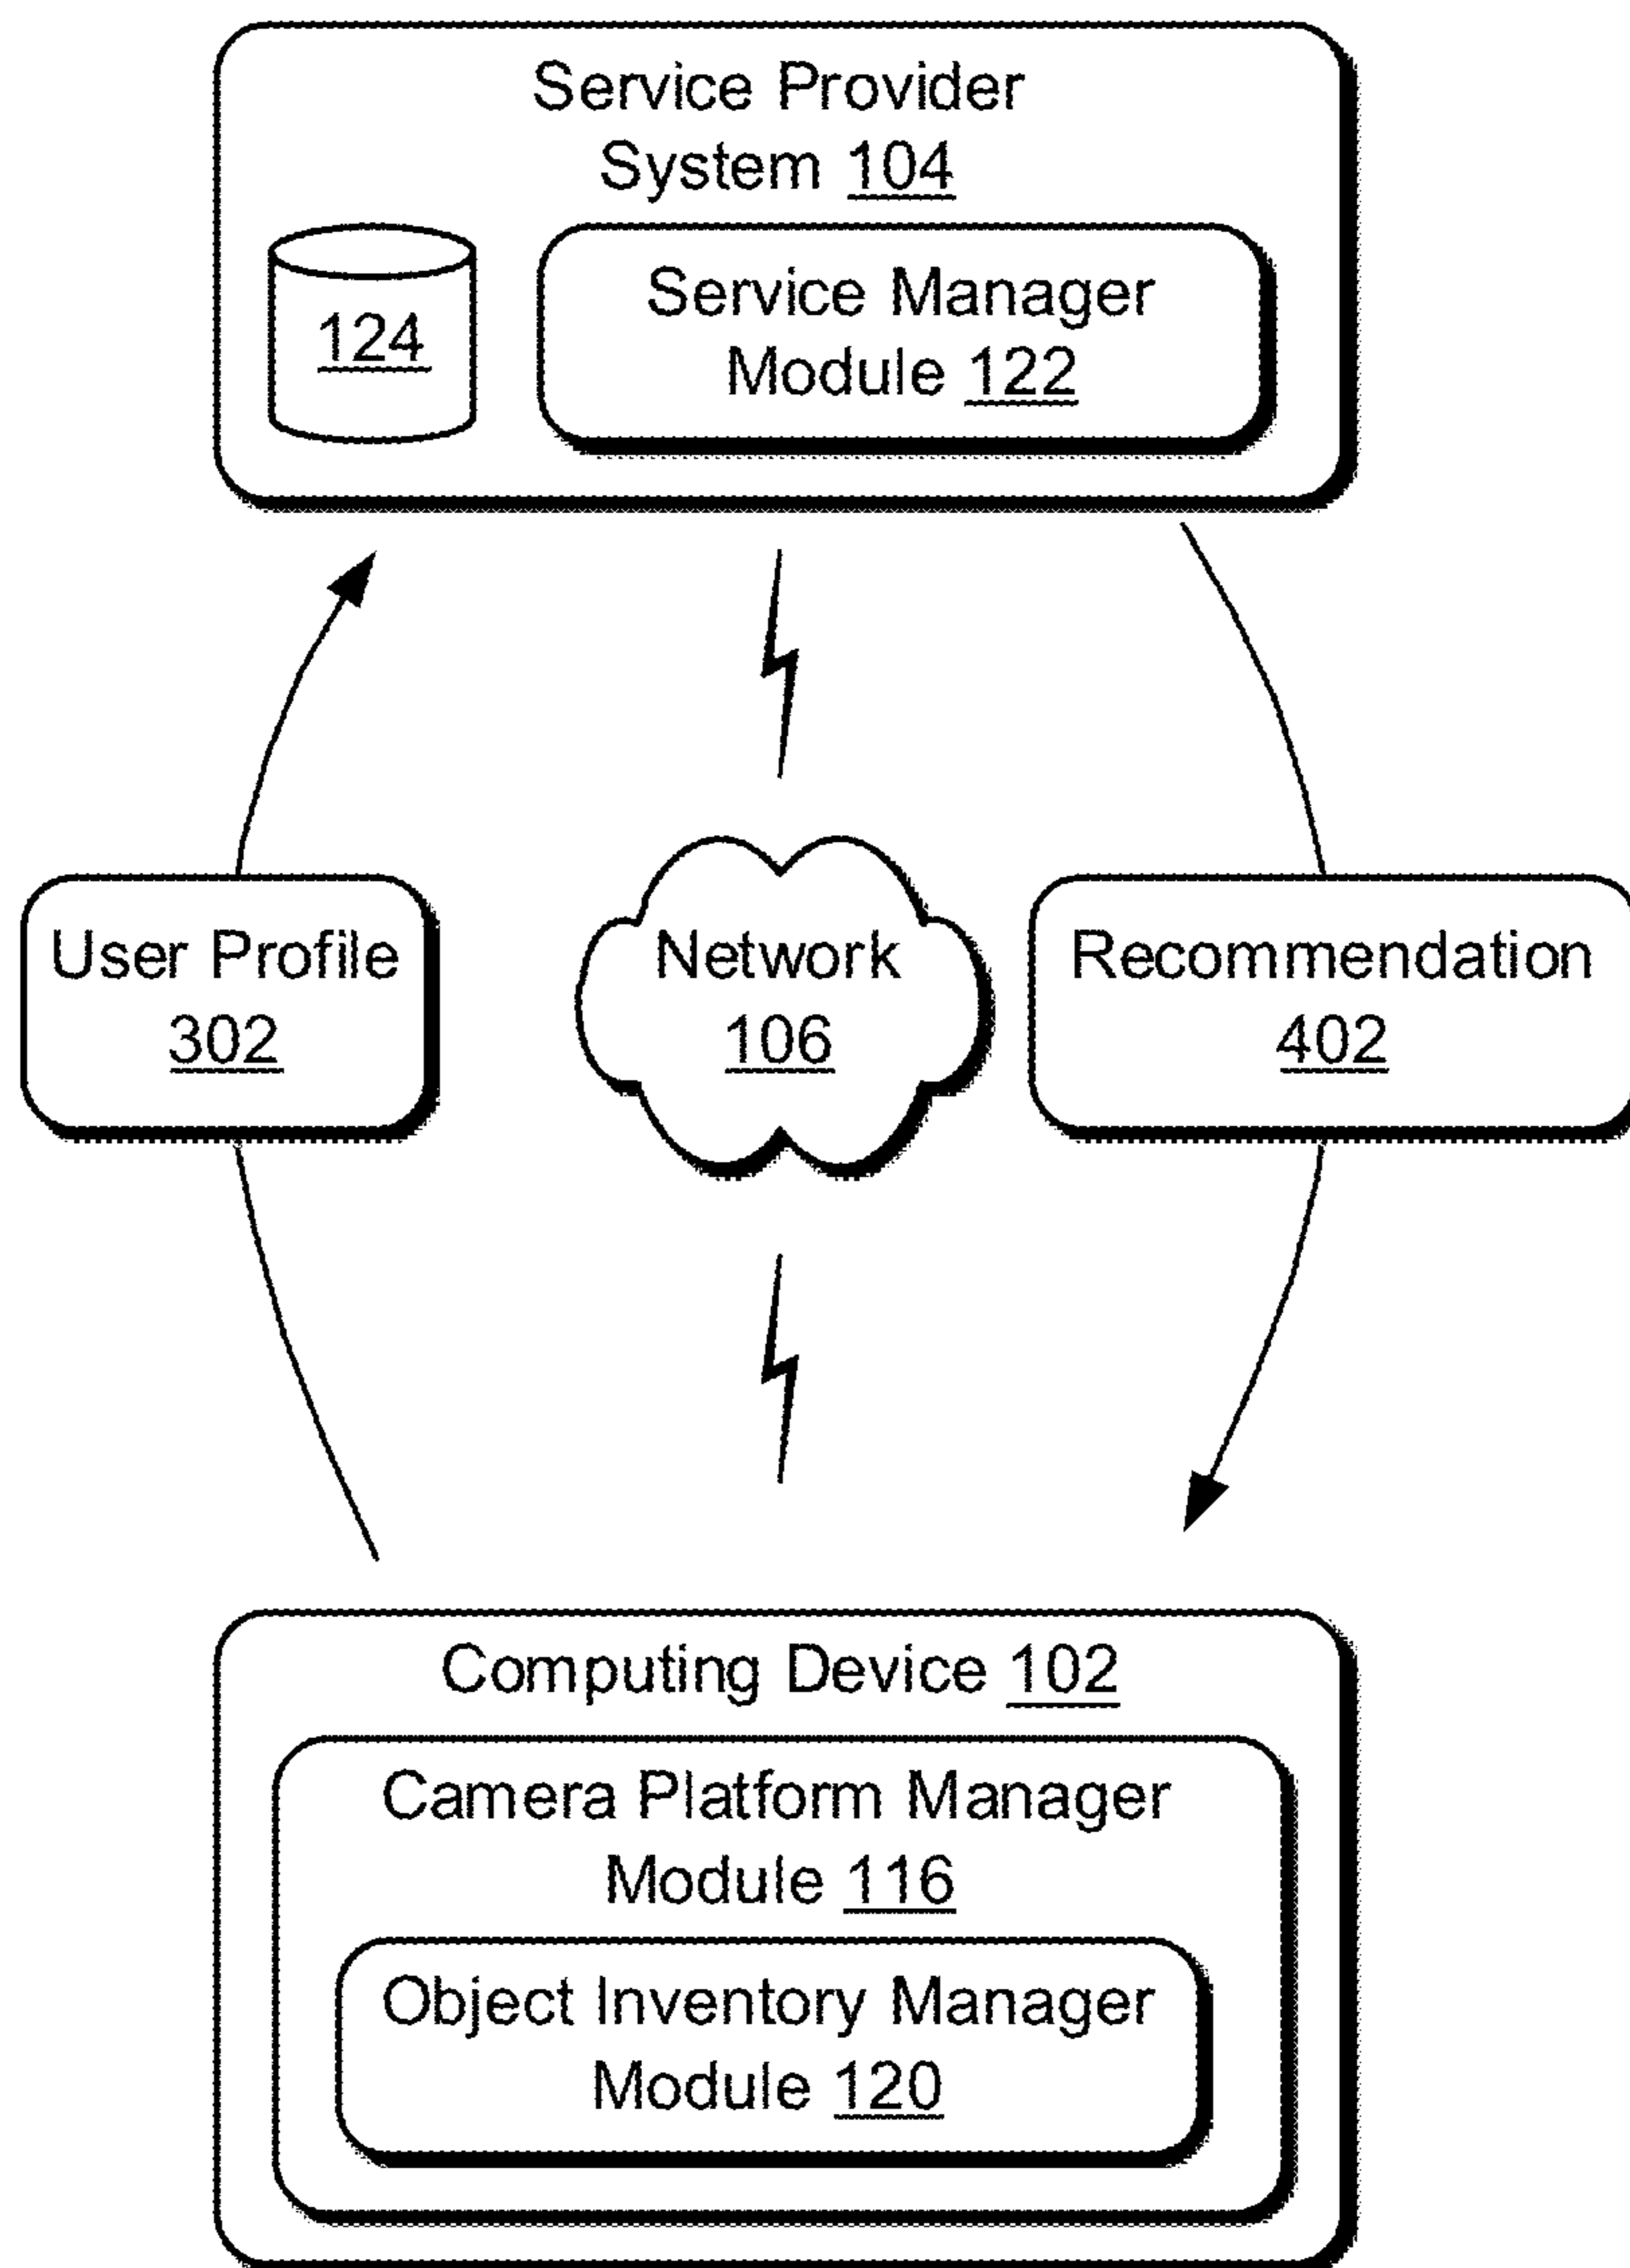 Service Provider
System 104
124
Service Manager
Module 122
User Profile
302
Network
106
Recommendation
402
Computing Device 102
Camera Platform Manager
Module 116
Object Inventory Manager
Module 120